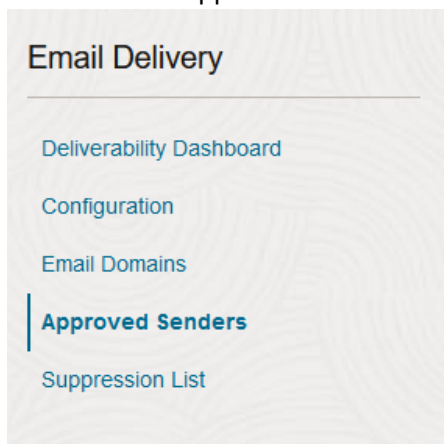 Email Delivery
Deliverability Dashboard
Configuration
Email Domains
Approved Senders
Suppression List